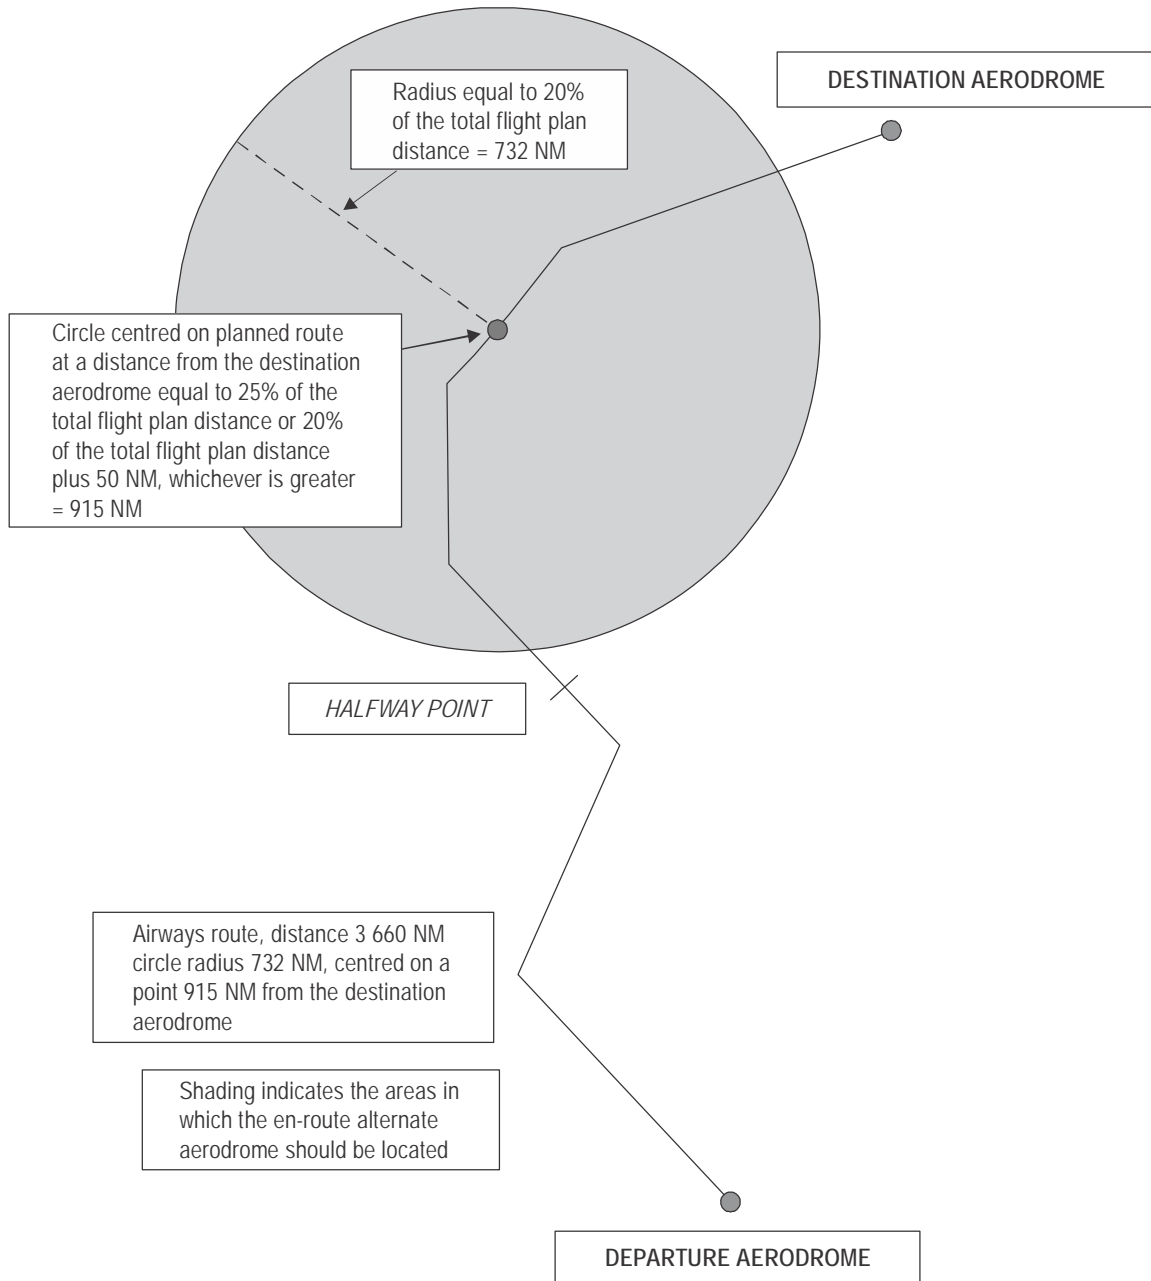 DESTINATION AERODROME
Radius equal to 20%
of the total flight plan
distance = 732 NM
Circle centred on planned route
at a distance from the destination
aerodrome equal to 25% of the
total flight plan distance or 20%
of the total flight plan distance
plus 50 NM, whichever is greater
= 915 NM
HALFWAY POINT
Airways route, distance 3 660 NM
circle radius 732 NM, centred on a
point 915 NM from the destination
aerodrome
Shading indicates the areas in
which the en-route alternate
aerodrome should be located
DEPARTURE AERODROME